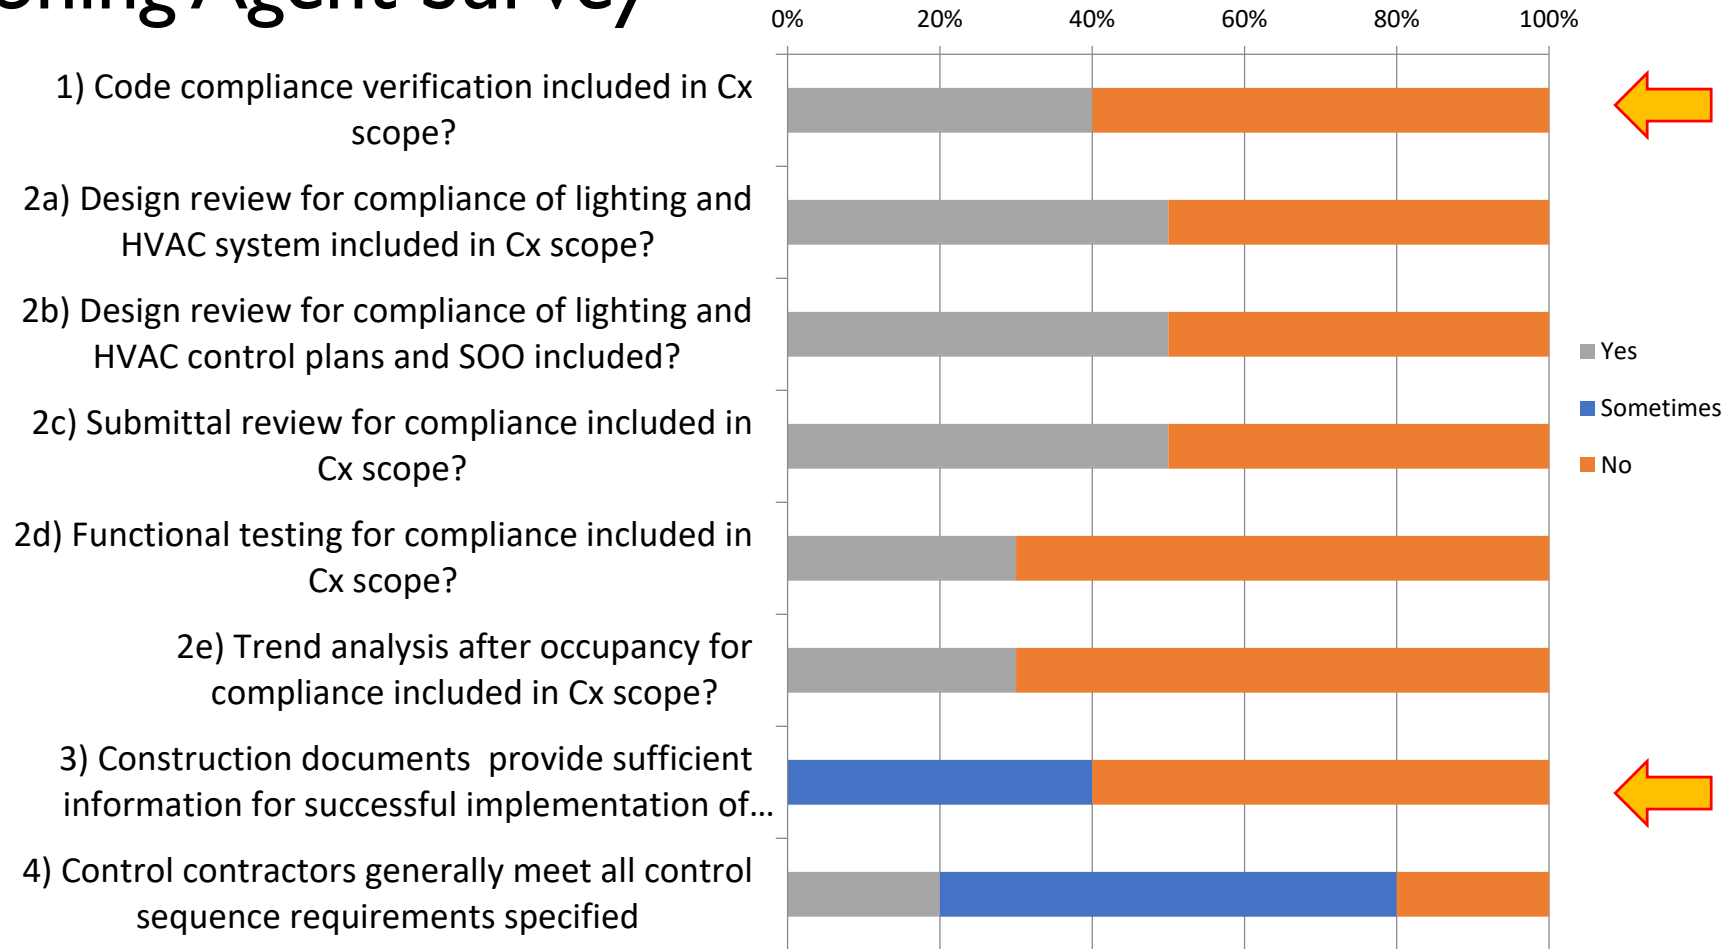 Agent Survey
0% 20% 40% 60% 80% 100%
1) Code compliance verification included in Cx
scope?
2a) Design review for compliance of lighting and
HVAC system included in Cx scope?
2b) Design review for compliance of lighting and
HVAC control plans and SOO included?
2c) Submittal review for compliance included in
Cx scope?
2d) Functional testing for compliance included in
Cx scope?
2e) Trend analysis after occupancy for
compliance included in Cx scope?
3) Construction documents provide sufficient
information for successful implementation of...
4) Control contractors generally meet all control
sequence requirements specified
Yes
Sometimes
No